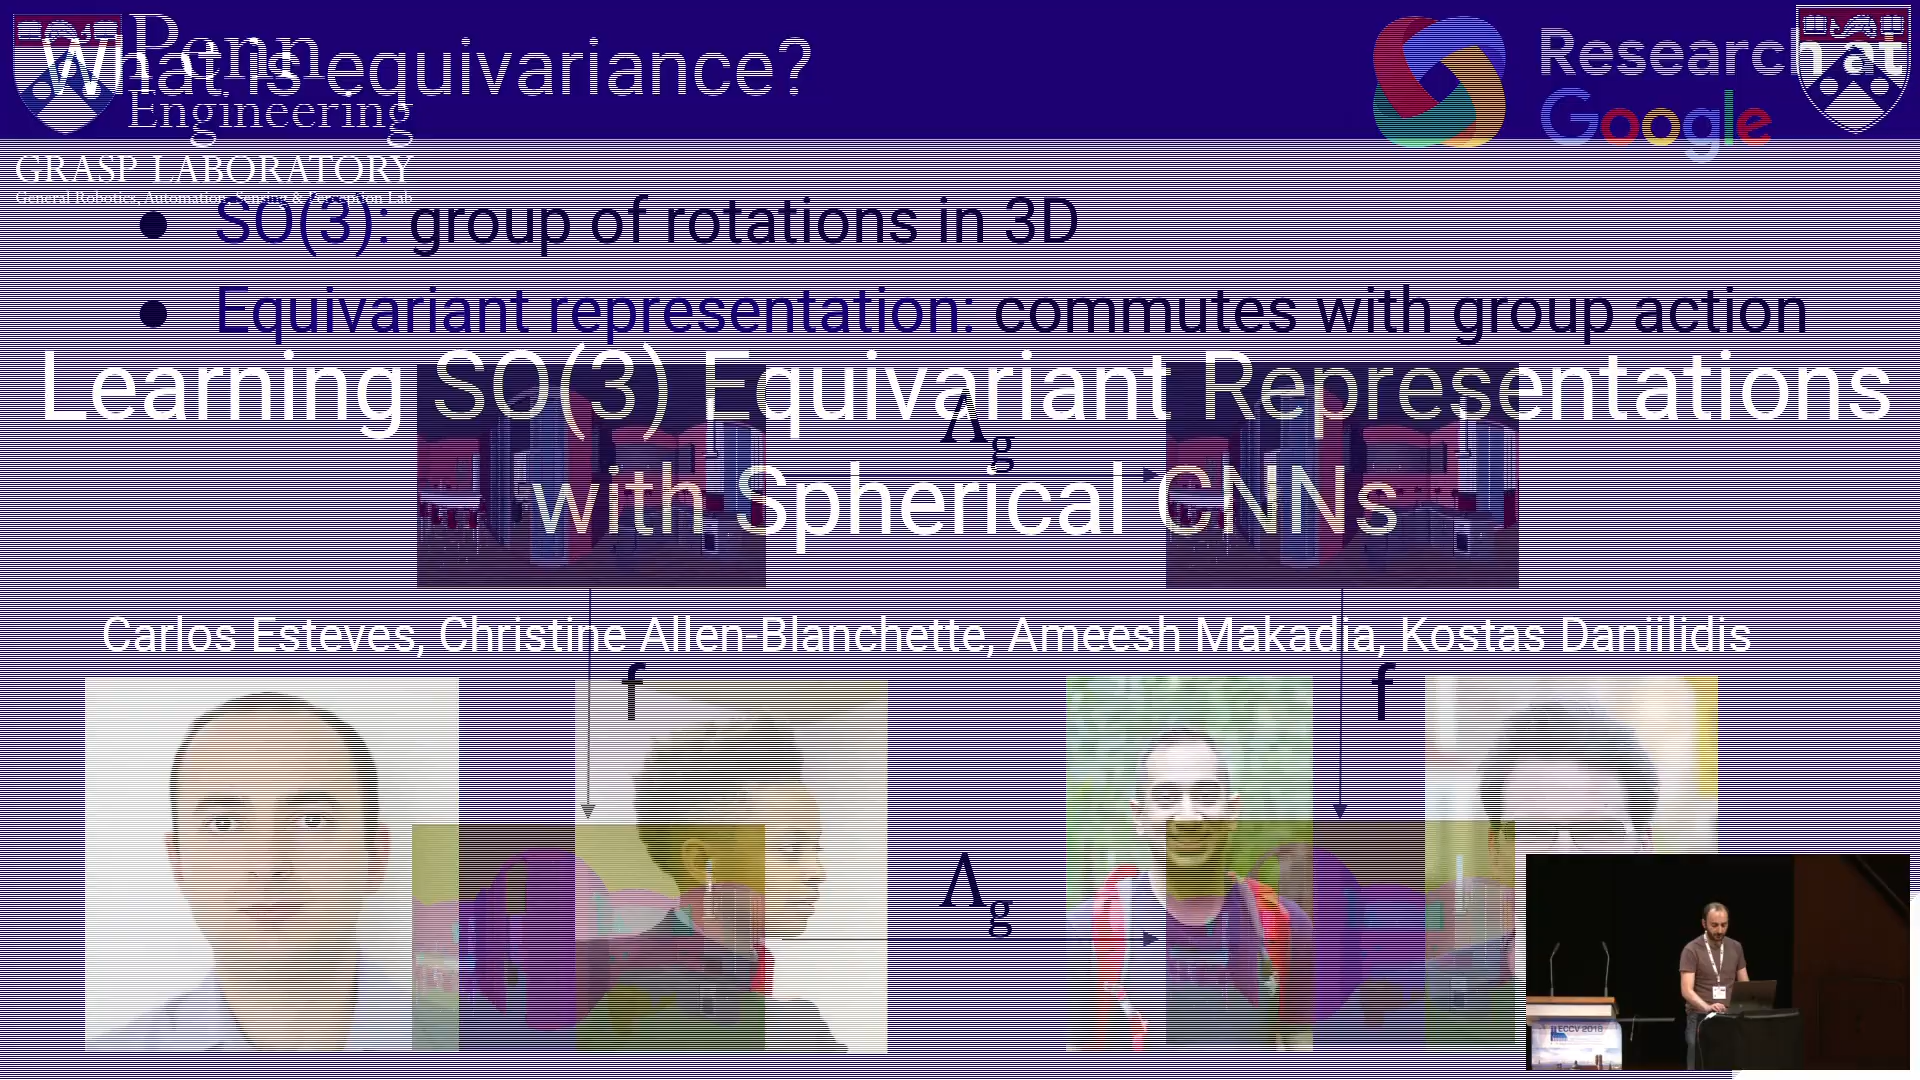 What is equivariance?
Penn
Engineering
GRASP LABORATORY
General Robotics, Automation, Sensing & Perception Lab
Research at
Google
SO(3): group of rotations in 3D
Equivariant representation: commutes with group action
Learning SO(3) Equivariant Representations
with Spherical CNNs
Λg
Carlos Esteves, Christine Allen-Blanchette, Ameesh Makadia, Kostas Daniilidis
f
f
Λg
ECCV 2018